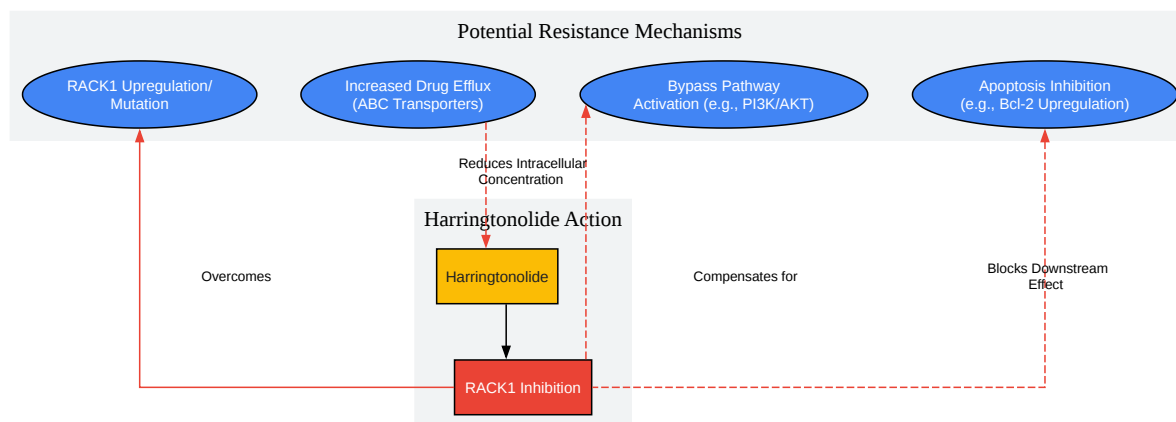 Potential Resistance Mechanisms
RACK1 Upregulation/
Mutation
Increased Drug Efflux
(ABC Transporters)
Bypass Pathway
Activation (e.g., PI3K/AKT)
Apoptosis Inhibition
(e.g., Bcl-2 Upregulation)
Reduces Intracellular
Concentration
Harringtonolide Action
Harringtonolide
Overcomes
Compensates for
Blocks Downstream
Effect
RACK1 Inhibition